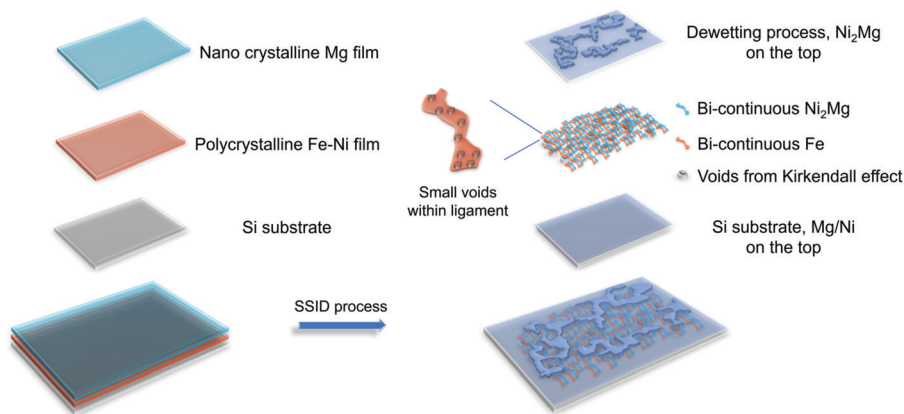 Nano crystalline Mg film
Polycrystalline Fe-Ni film
Si substrate
SSID process
Dewetting process, Ni₂Mg
on the top
Small voids
within ligament
Bi-continuous Ni₂Mg
Bi-continuous Fe
Voids from Kirkendall effect
Si substrate, Mg/Ni
on the top